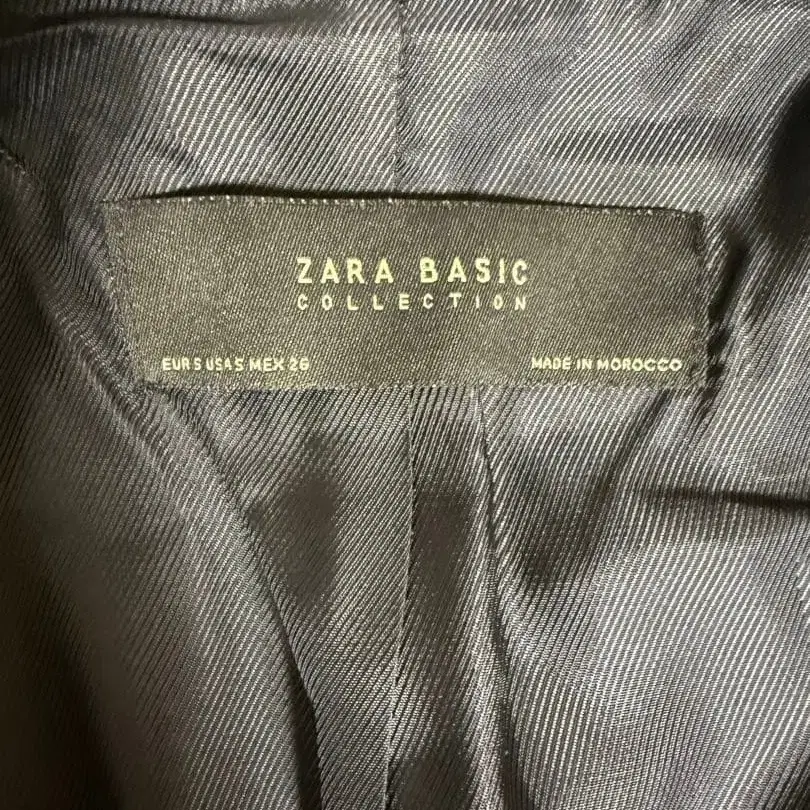 ZARA BASIC
COLLECTION
EUR S USA S MEX 26
MADE IN MOROCCO